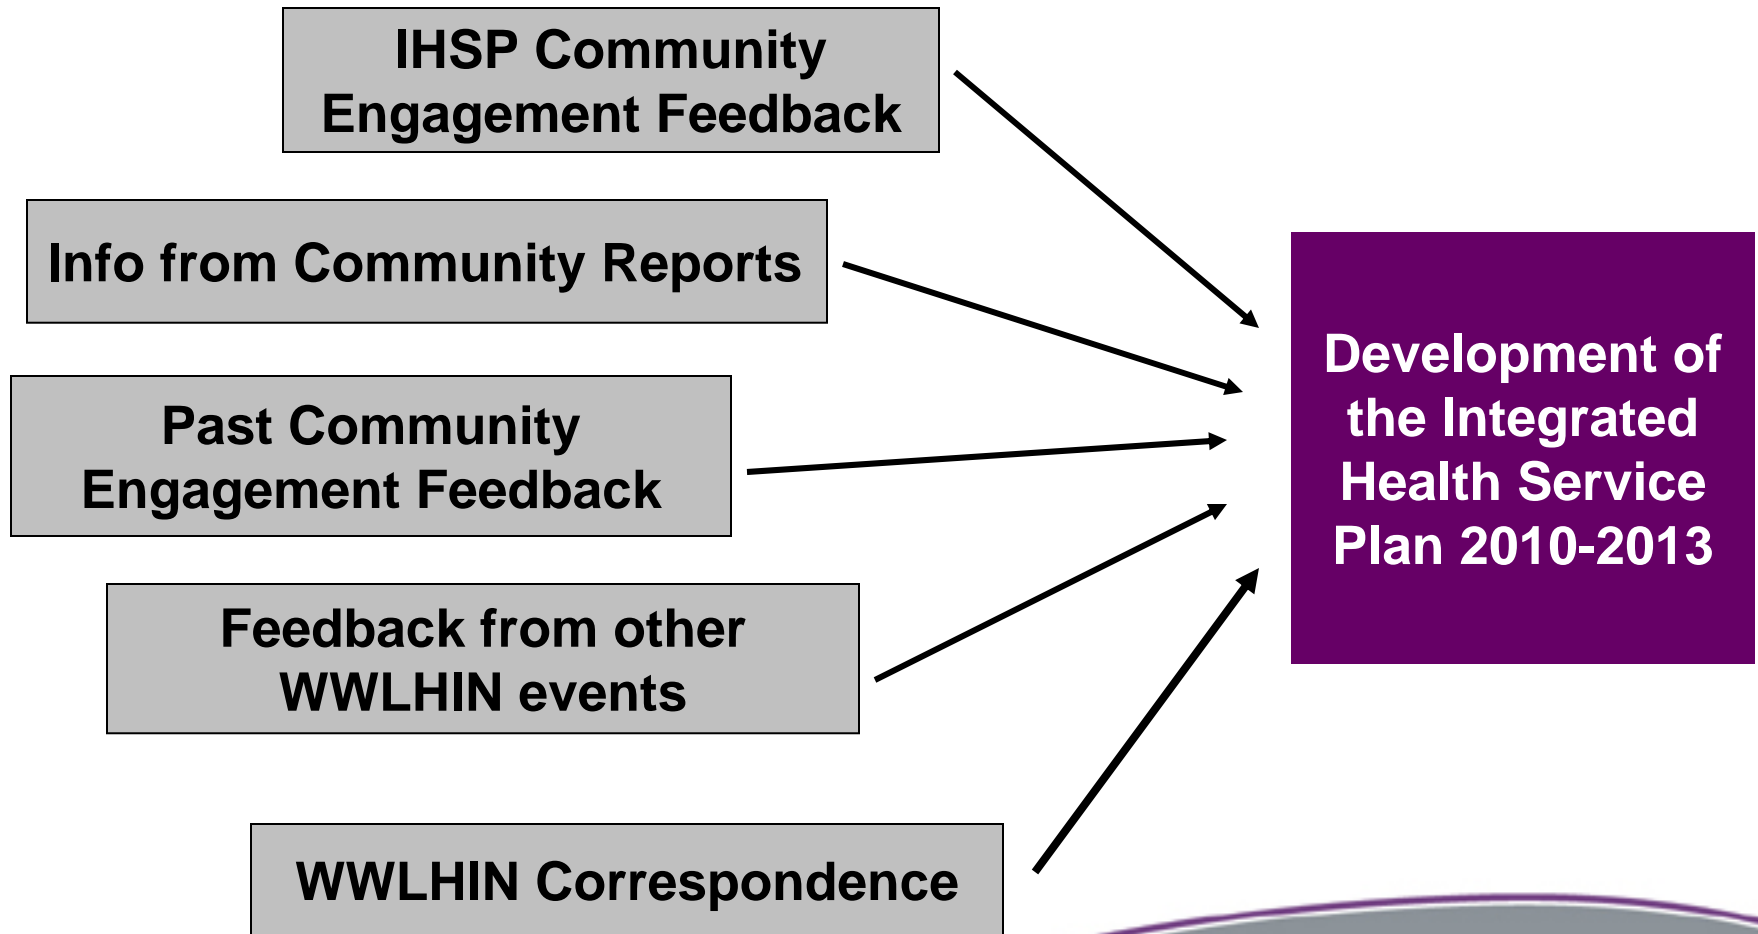 IHSP Community
Engagement Feedback
Info from Community Reports
Past Community
Engagement Feedback
Feedback from other
WWLHIN events
WWLHIN Correspondence
Development of
the Integrated
Health Service
Plan 2010-2013